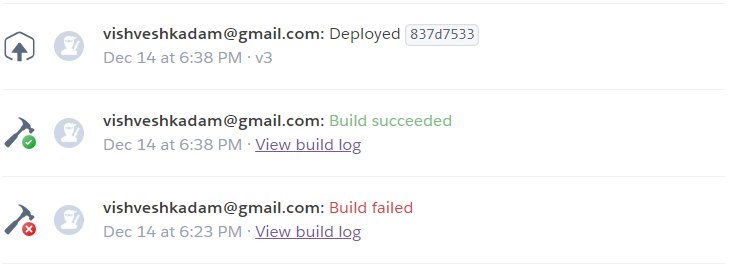 vishveshkadam@gmail.com: Deployed 837d7533
Dec 14 at 6:38 PM · v3
vishveshkadam@gmail.com: Build succeeded
Dec 14 at 6:38 PM · View build log
vishveshkadam@gmail.com: Build failed
Dec 14 at 6:23 PM · View build log